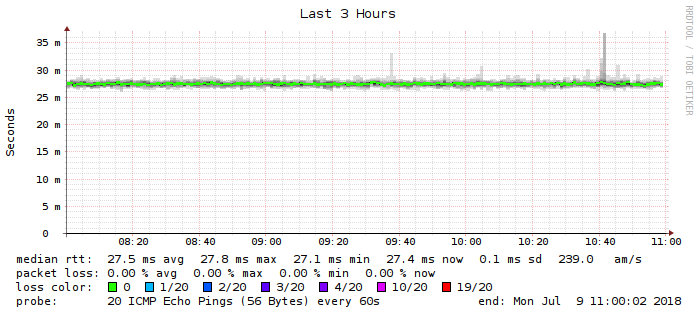 Last 3 Hours
RRDTOOL / TOBI OETIKER
Seconds
35 m
30 m
25 m
20 m
15 m
10 m
5 m
0
08:20 08:40 09:00 09:20 09:40 10:00 10:20 10:40 11:00
median rtt: 27.5 ms avg 27.8 ms max 27.1 ms min 27.4 ms now 0.1 ms sd 239.0 am/s
packet loss: 0.00 % avg 0.00 % max 0.00 % min 0.00 % now
loss color: 0 1/20 2/20 3/20 4/20 10/20 19/20
probe: 20 ICMP Echo Pings (56 Bytes) every 60s end: Mon Jul 9 11:00:02 2018